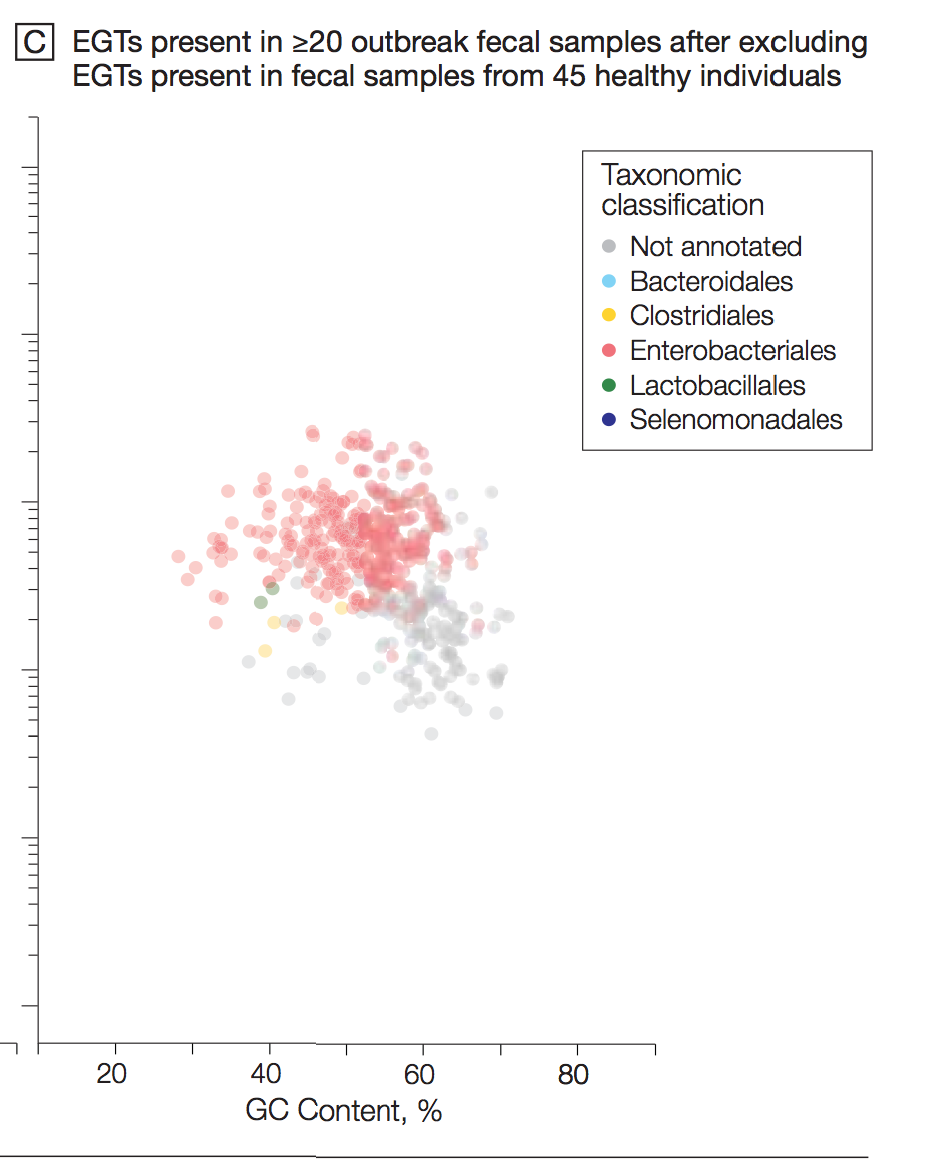 C EGTs present in ≥20 outbreak fecal samples after excluding
EGTs present in fecal samples from 45 healthy individuals
Taxonomic
classification
Not annotated
Bacteroidales
Clostridiales
Enterobacteriales
Lactobacillales
Selenomonadales
20 40 60 80
GC Content, %